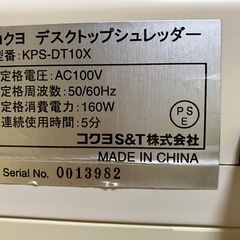 コクヨ デスクトップシュレッダー
型番: KPS-DT10X
定格電圧: AC100V
定格周波数: 50/60Hz
定格消費電力: 160W
連続使用時間: 5分
PS
E
コクヨS&T株式会社
MADE IN CHINA
Serial No. 0013982